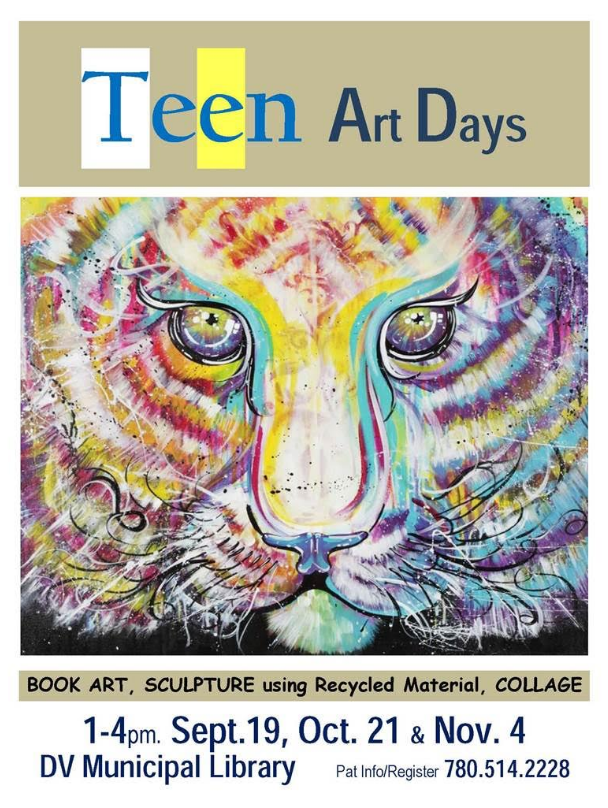 Teen Art Days
BOOK ART, SCULPTURE using Recycled Material, COLLAGE
1-4pm. Sept.19, Oct. 21 & Nov. 4
DV Municipal Library Pat Info/Register 780.514.2228